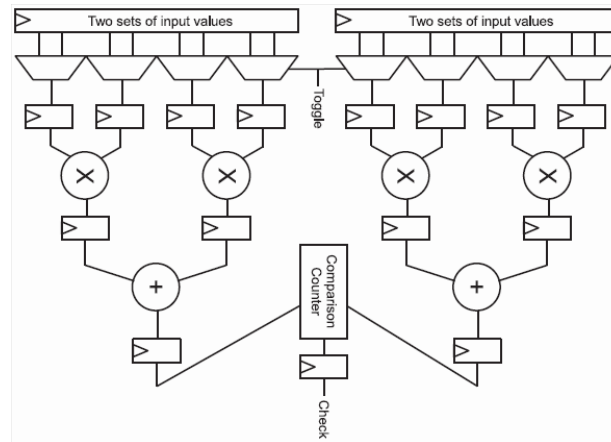 Two sets of input values
Two sets of input values
Toggle
X
X
X
X
+
+
Comparison
Counter
Check